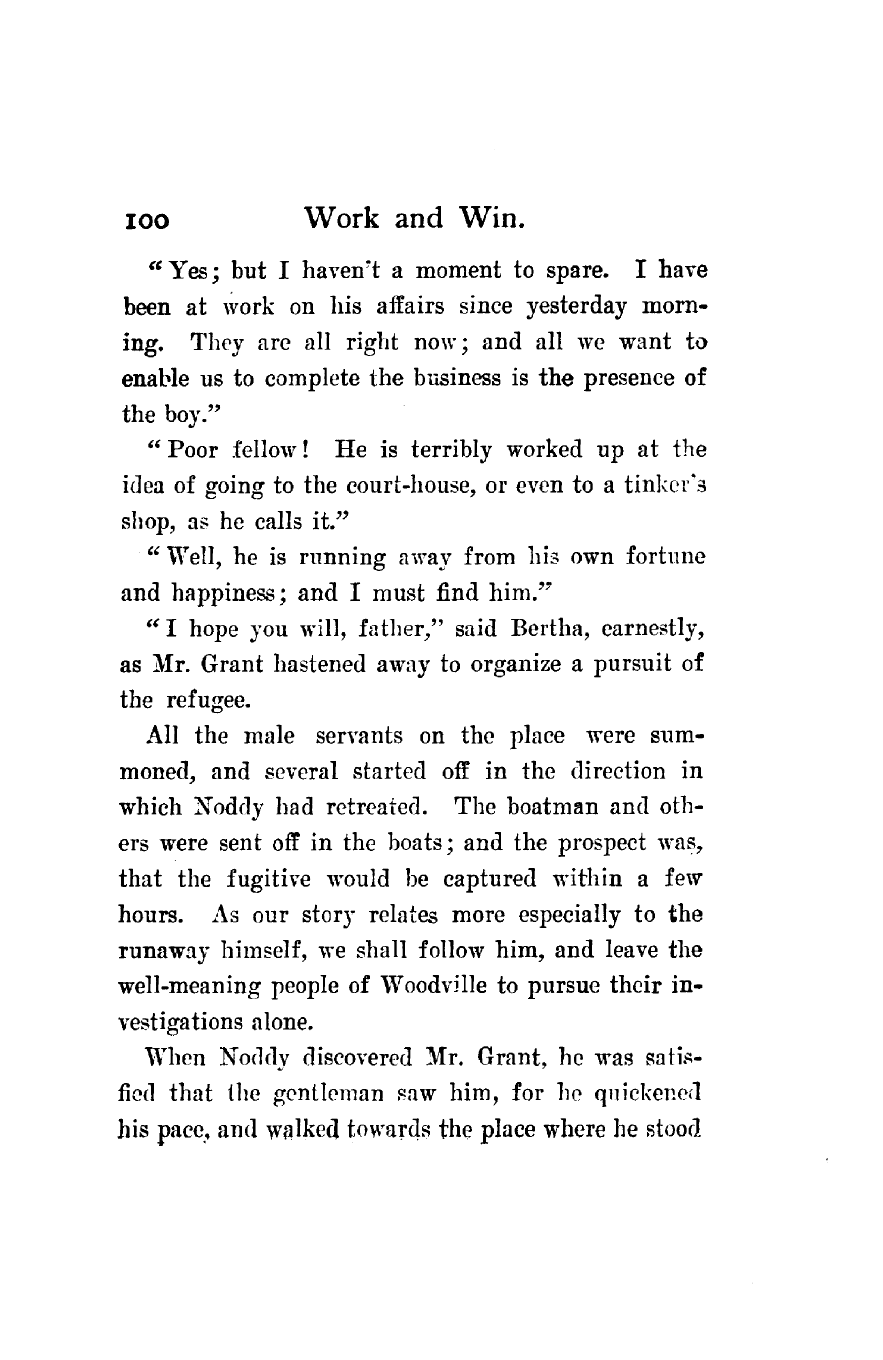 100 Work and Win.
"Yes; but I haven't a moment to spare. I have
been at work on his affairs since yesterday morn-
ing. They are all right now; and all we want to
enable us to complete the business is the presence of
the boy."
"Poor fellow! He is terribly worked up at the
idea of going to the court-house, or even to a tinker's
shop, as he calls it."
"Well, he is running away from his own fortune
and happiness; and I must find him."
"I hope you will, father," said Bertha, earnestly,
as Mr. Grant hastened away to organize a pursuit of
the refugee.
All the male servants on the place were sum-
moned, and several started off in the direction in
which Noddy had retreated. The boatman and oth-
ers were sent off in the boats; and the prospect was,
that the fugitive would be captured within a few
hours. As our story relates more especially to the
runaway himself, we shall follow him, and leave the
well-meaning people of Woodville to pursue their in-
vestigations alone.
When Noddy discovered Mr. Grant, he was satis-
fied that the gentleman saw him, for he quickened
his pace, and walked towards the place where he stood